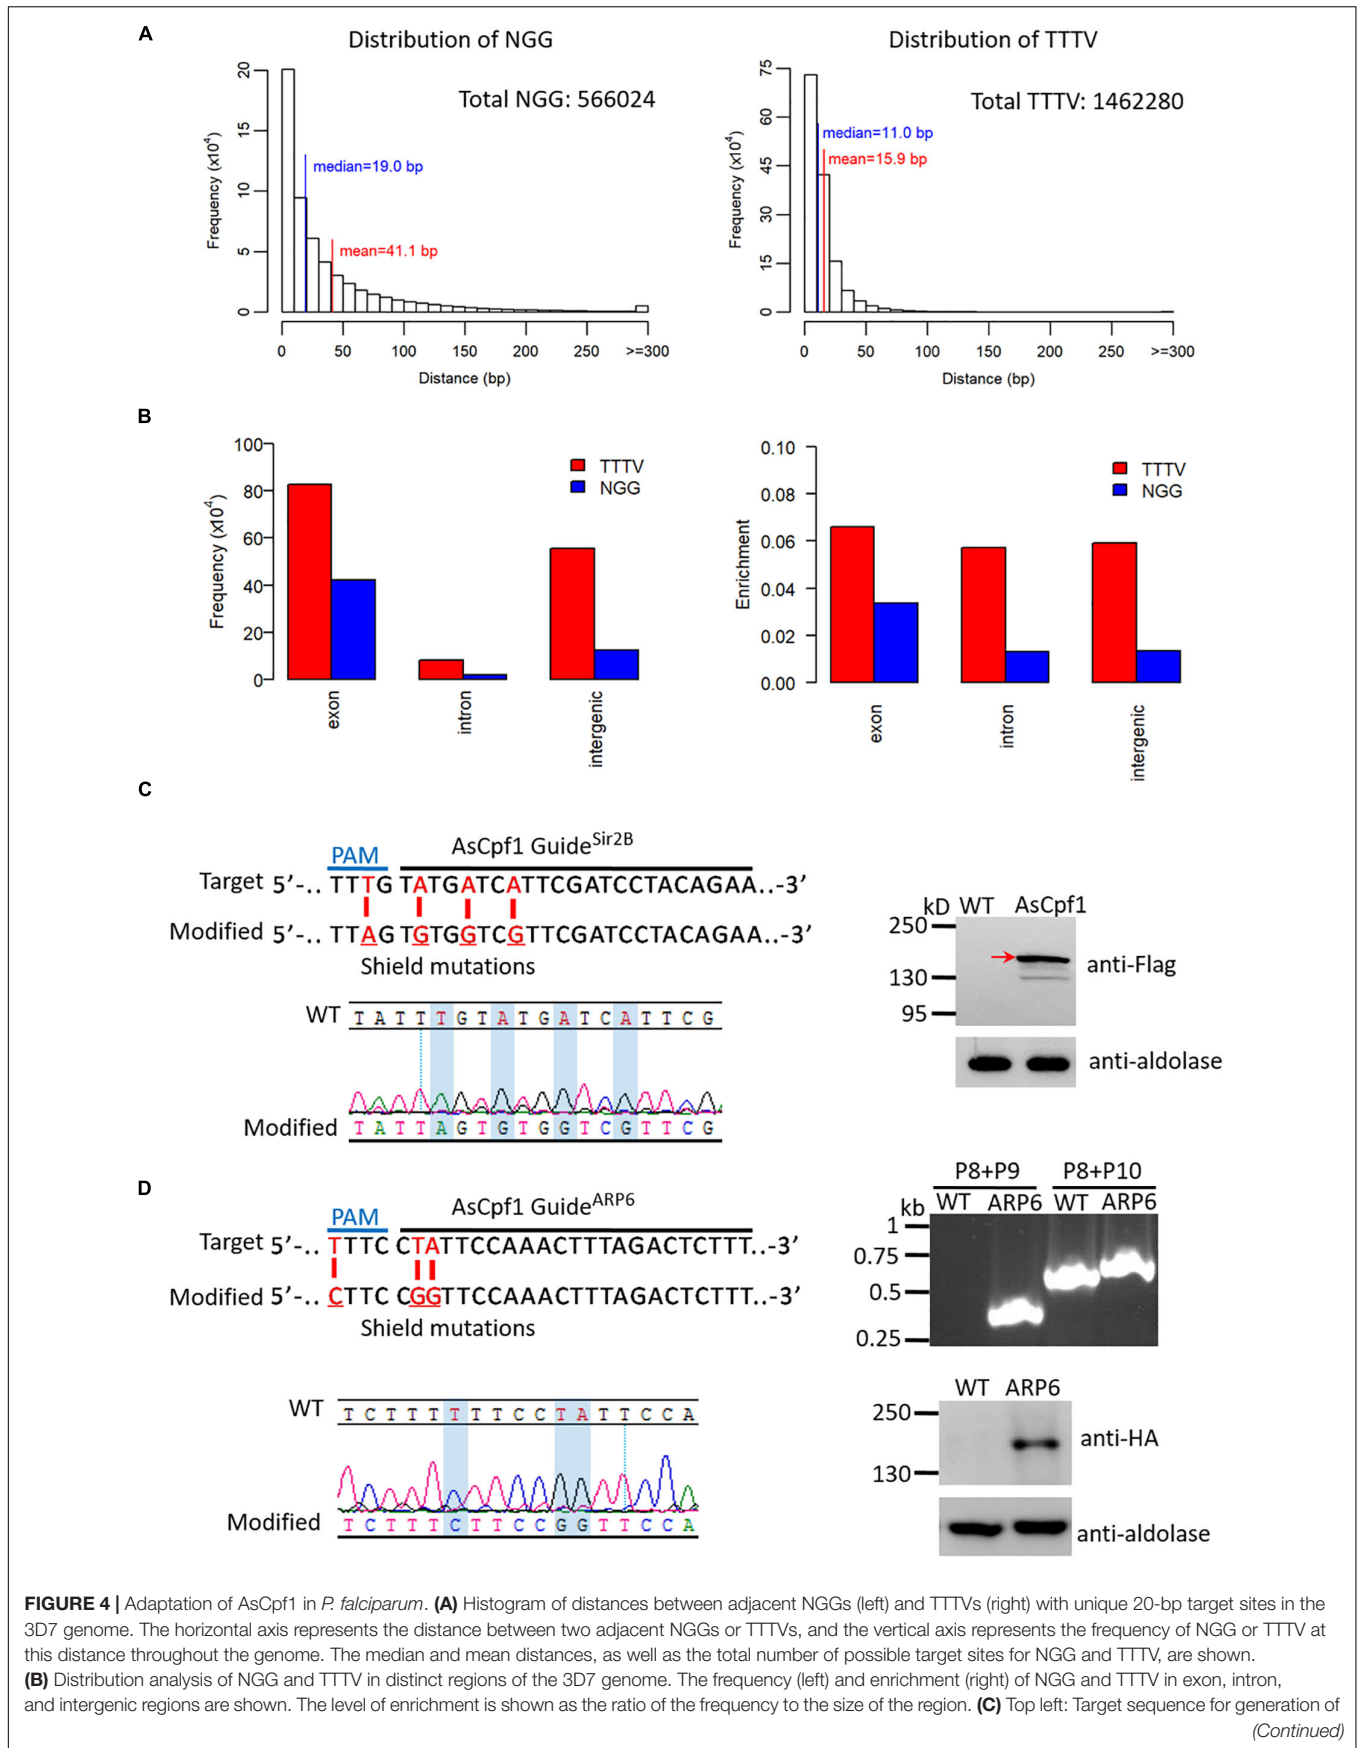 A
Distribution of NGG
Total NGG: 566024
Frequency (x10⁴)
20
15
10
5
0
median=19.0 bp
mean=41.1 bp
0 50 100 150 200 250 >=300
Distance (bp)
Distribution of TTTV
Total TTTV: 1462280
Frequency (x10⁴)
75
60
45
30
15
0
median=11.0 bp
mean=15.9 bp
0 50 100 150 200 250 >=300
Distance (bp)
B
Frequency (x10⁴)
100
80
60
40
20
0
TTTV
NGG
exon
intron
intergenic
Enrichment
0.10
0.08
0.06
0.04
0.02
0.00
TTTV
NGG
exon
intron
intergenic
C
PAM
AsCpf1 Guide^Sir2B
Target 5’-.. TTTG TATGATCATTCGATCCTACAGAA..-3’
Modified 5’-.. TTAG TGTGGTCGTTCGATCCTACAGAA..-3’
Shield mutations
WT T A T T T G T A T G A T C A T T C G
Modified T A T T A G T G T G G T C G T T C G
kD WT AsCpf1
250
130
95
anti-Flag
anti-aldolase
D
PAM
AsCpf1 Guide^ARP6
Target 5’-.. TTTC CTATTCCAAACTTTAGACTCTTT..-3’
Modified 5’-.. CTTC CGGTTCCAAACTTTAGACTCTTT..-3’
Shield mutations
WT T C T T T T T T C C T A T T C C A
Modified T C T T T C T T C C G G T T C C A
P8+P9 P8+P10
kb WT ARP6 WT ARP6
1
0.75
0.5
0.25
WT ARP6
250
130
anti-HA
anti-aldolase
FIGURE 4 | Adaptation of AsCpf1 in P. falciparum. (A) Histogram of distances between adjacent NGGs (left) and TTTVs (right) with unique 20-bp target sites in the
3D7 genome. The horizontal axis represents the distance between two adjacent NGGs or TTTVs, and the vertical axis represents the frequency of NGG or TTTV at
this distance throughout the genome. The median and mean distances, as well as the total number of possible target sites for NGG and TTTV, are shown.
(B) Distribution analysis of NGG and TTTV in distinct regions of the 3D7 genome. The frequency (left) and enrichment (right) of NGG and TTTV in exon, intron,
and intergenic regions are shown. The level of enrichment is shown as the ratio of the frequency to the size of the region. (C) Top left: Target sequence for generation of
(Continued)